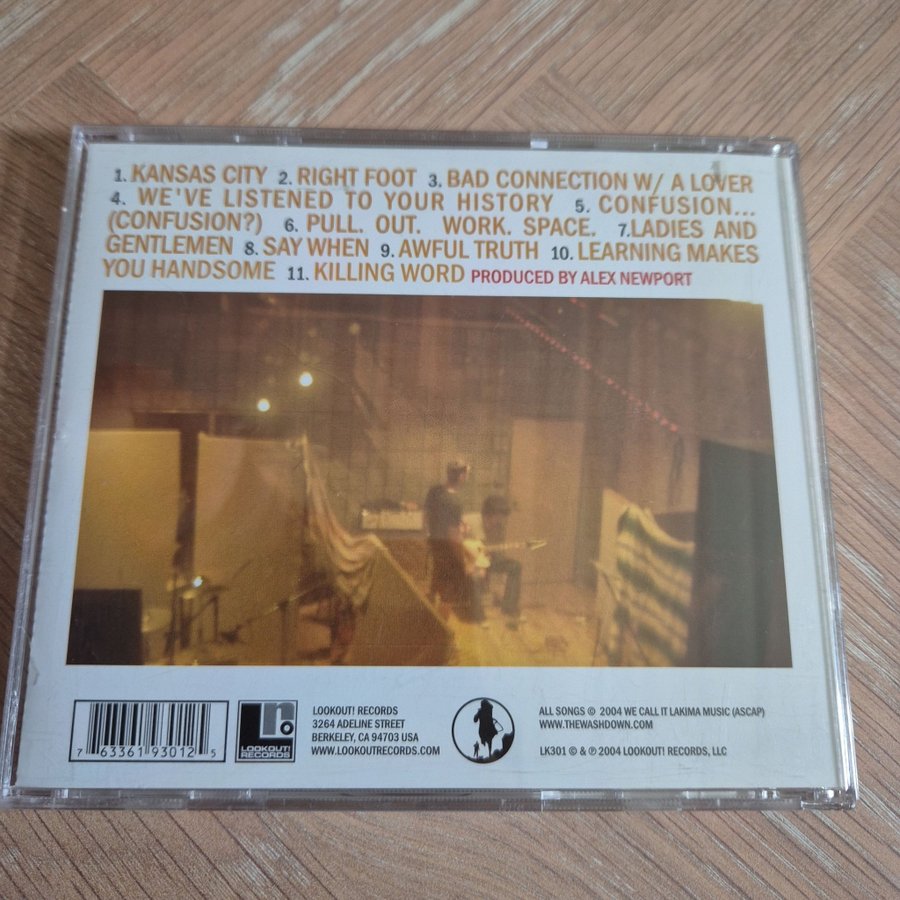 1. KANSAS CITY 2. RIGHT FOOT 3. BAD CONNECTION W/ A LOVER
4. WE'VE LISTENED TO YOUR HISTORY 5. CONFUSION...
(CONFUSION?) 6. PULL. OUT. WORK. SPACE. 7.LADIES AND
GENTLEMEN 8. SAY WHEN 9. AWFUL TRUTH 10. LEARNING MAKES
YOU HANDSOME 11. KILLING WORD PRODUCED BY ALEX NEWPORT
7 63361 93012 5
LOOKOUT!
RECORDS
LOOKOUT! RECORDS
3264 ADELINE STREET
BERKELEY, CA 94703 USA
WWW.LOOKOUTRECORDS.COM
ALL SONGS © 2004 WE CALL IT LAKIMA MUSIC (ASCAP)
WWW.THEWASHDOWN.COM
LK301 © & ℗ 2004 LOOKOUT! RECORDS, LLC